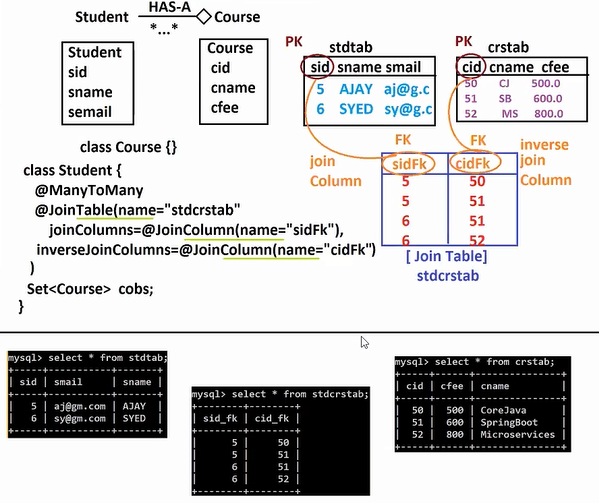 Student HAS-A Course
*...*
Student
sid
sname
semail
Course
cid
cname
cfee
PK stdtab
sid sname smail
5 AJAY aj@g.c
6 SYED sy@g.c
PK crstab
cid cname cfee
50 CJ 500.0
51 SB 600.0
52 MS 800.0
FK FK
join Column
inverse join Column
sidFk cidFk
5 50
5 51
6 51
6 52
[ Join Table]
stdcrstab
class Course {}
class Student {
@ManyToMany
@JoinTable(name="stdcrstab"
joinColumns=@JoinColumn(name="sidFk"),
inverseJoinColumns=@JoinColumn(name="cidFk")
)
Set<Course> cobs;
}
mysql> select * from stdtab;
+-----+-----------+-------+
| sid | smail | sname |
+-----+-----------+-------+
| 5 | aj@gm.com | AJAY |
| 6 | sy@gm.com | SYED |
+-----+-----------+-------+
mysql> select * from stdcrstab;
+--------+--------+
| sid_fk | cid_fk |
+--------+--------+
| 5 | 50 |
| 5 | 51 |
| 6 | 51 |
| 6 | 52 |
+--------+--------+
mysql> select * from crstab;
+-----+------+---------------+
| cid | cfee | cname |
+-----+------+---------------+
| 50 | 500 | CoreJava |
| 51 | 600 | SpringBoot |
| 52 | 800 | Microservices |
+-----+------+---------------+